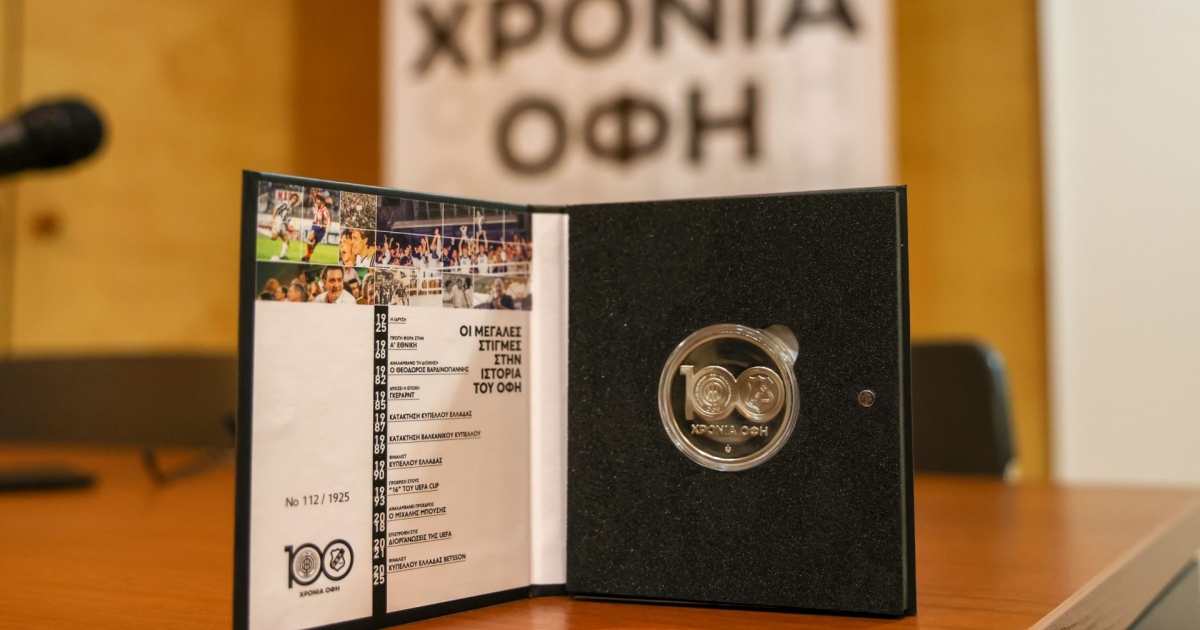 ΧΡΟΝΙΑ
ΟΦΗ
ΟΙ ΜΕΓΑΛΕΣ
ΣΤΙΓΜΕΣ
ΣΤΗΝ
ΙΣΤΟΡΙΑ
ΤΟΥ ΟΦΗ
1925
Η ΙΔΡΥΣΗ
1968
ΠΡΩΤΗ ΦΟΡΑ ΣΤΗΝ
Α' ΕΘΝΙΚΗ
1982
ΑΝΑΛΑΜΒΑΝΕΙ ΤΗ ΔΙΟΙΚΗΣΗ
Ο ΘΕΟΔΩΡΟΣ ΒΑΡΔΙΝΟΓΙΑΝΝΗΣ
1985
ΑΡΧΙΖΕΙ Η ΕΠΟΧΗ
ΓΚΕΡΑΡΝΤ
1987
ΚΑΤΑΚΤΗΣΗ ΚΥΠΕΛΛΟΥ ΕΛΛΑΔΑΣ
1989
ΚΑΤΑΚΤΗΣΗ ΒΑΛΚΑΝΙΚΟΥ ΚΥΠΕΛΛΟΥ
1990
ΦΙΝΑΛΙΣΤ
ΚΥΠΕΛΛΟΥ ΕΛΛΑΔΑΣ
1993
ΠΡΟΚΡΙΣΗ ΣΤΟΥΣ
"16" ΤΟΥ UEFA CUP
2018
ΑΝΑΛΑΜΒΑΝΕΙ ΠΡΟΕΔΡΟΣ
Ο ΜΙΧΑΛΗΣ ΜΠΟΥΣΗΣ
2021
ΕΠΙΣΤΡΟΦΗ ΣΤΙΣ
ΔΙΟΡΓΑΝΩΣΕΙΣ ΤΗΣ UEFA
2025
ΦΙΝΑΛΙΣΤ
ΚΥΠΕΛΛΟΥ ΕΛΛΑΔΑΣ BETSSON
No 112 / 1925
100
ΧΡΟΝΙΑ ΟΦΗ
100
ΧΡΟΝΙΑ ΟΦΗ